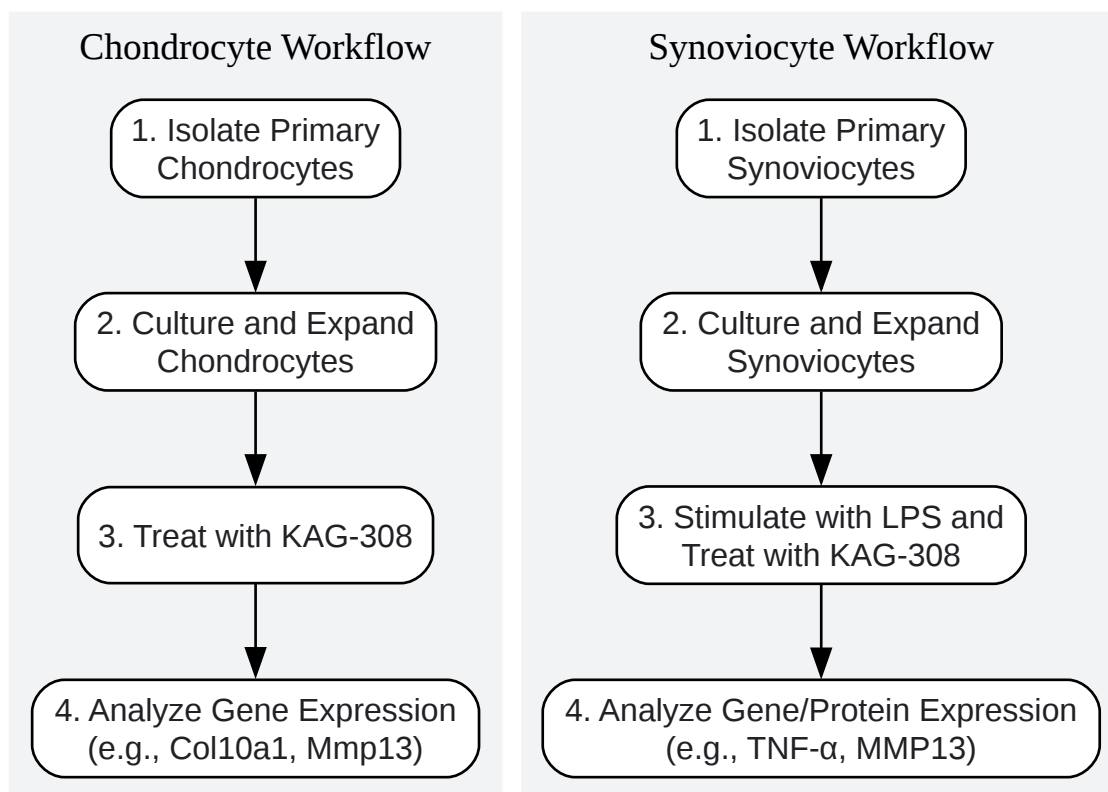 Chondrocyte Workflow
1. Isolate Primary
Chondrocytes
2. Culture and Expand
Chondrocytes
3. Treat with KAG-308
4. Analyze Gene Expression
(e.g., Col10a1, Mmp13)
Synoviocyte Workflow
1. Isolate Primary
Synoviocytes
2. Culture and Expand
Synoviocytes
3. Stimulate with LPS and
Treat with KAG-308
4. Analyze Gene/Protein Expression
(e.g., TNF-α, MMP13)